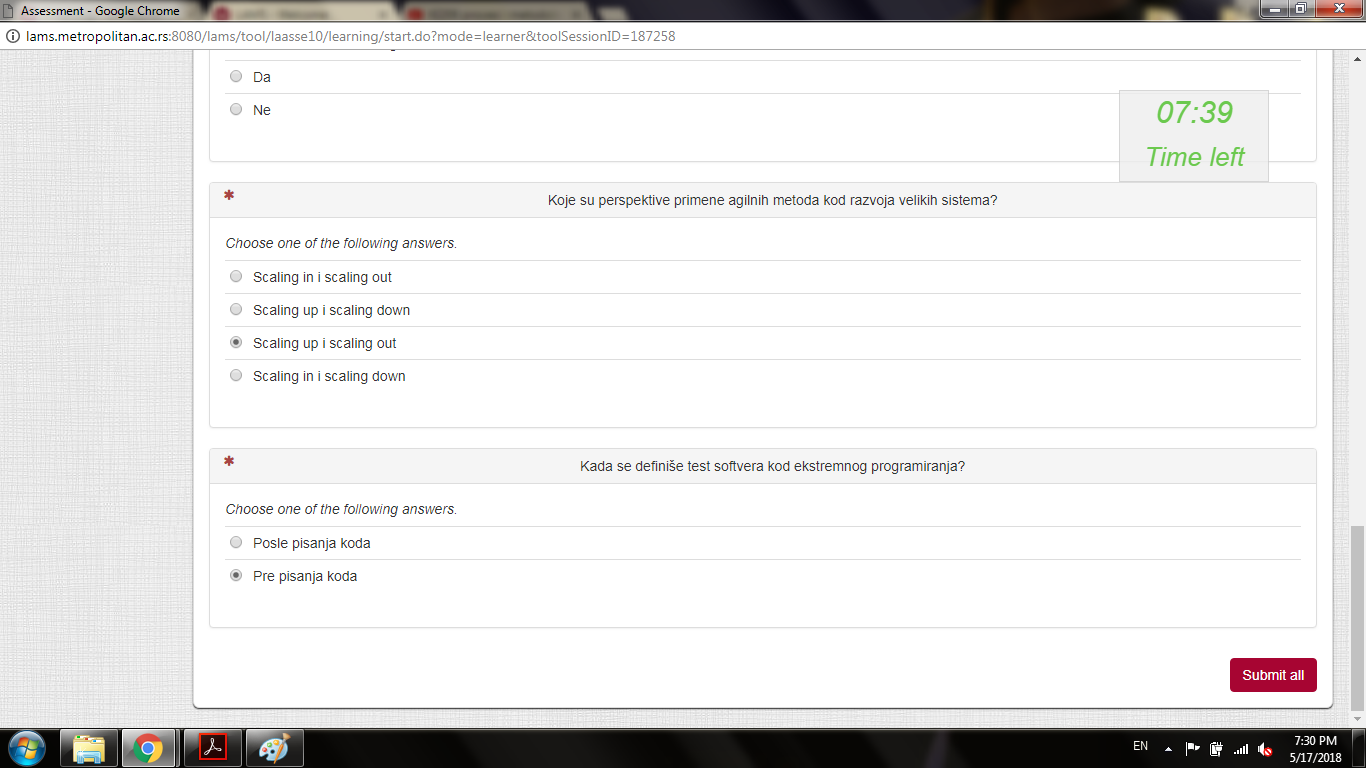 Assessment - Google Chrome
lams.metropolitan.ac.rs:8080/lams/tool/laasse10/learning/start.do?mode=learner&toolSessionID=187258
Da
Ne
07:39
Time left
* Koje su perspektive primene agilnih metoda kod razvoja velikih sistema?
Choose one of the following answers.
Scaling in i scaling out
Scaling up i scaling down
Scaling up i scaling out
Scaling in i scaling down
* Kada se definiše test softvera kod ekstremnog programiranja?
Choose one of the following answers.
Posle pisanja koda
Pre pisanja koda
Submit all
EN
7:30 PM
5/17/2018